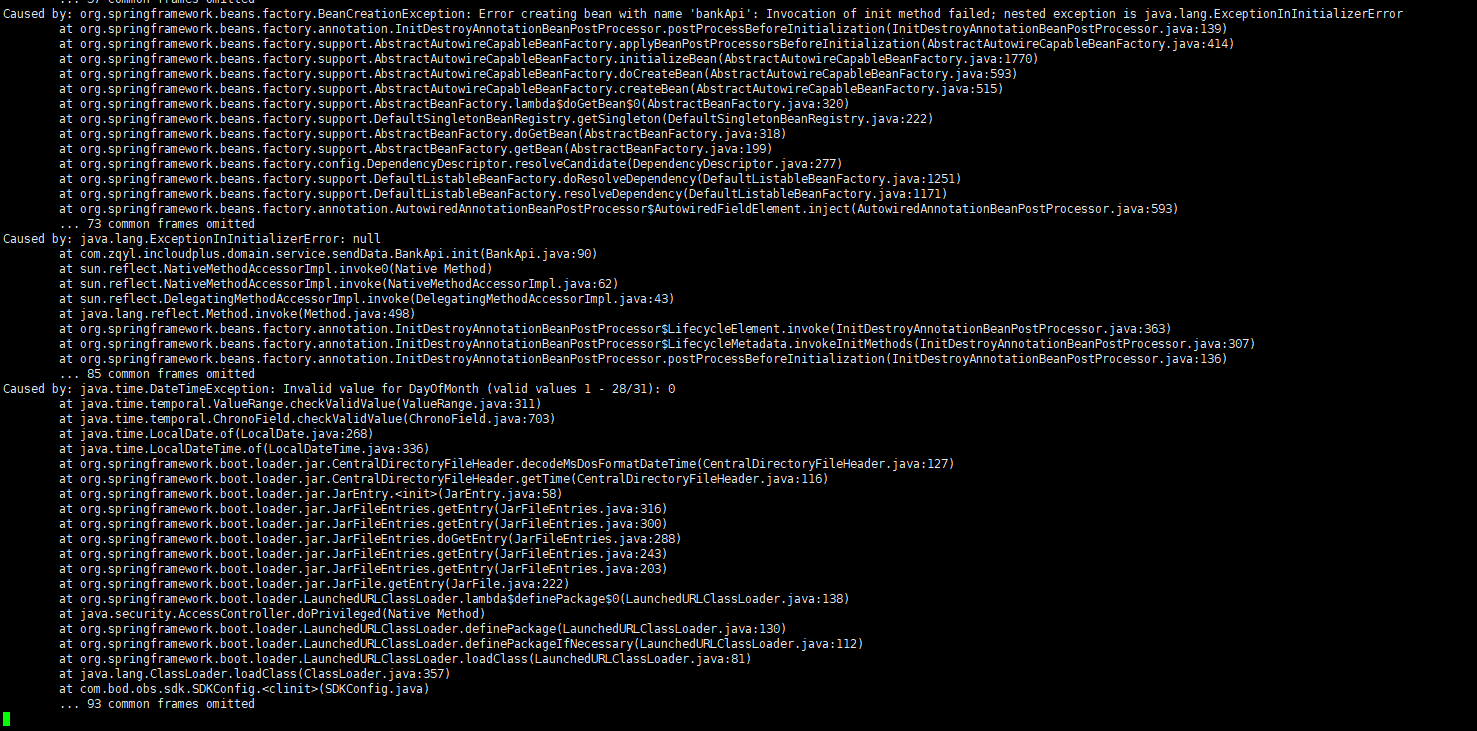 ... 57 common frames omitted
Caused by: org.springframework.beans.factory.BeanCreationException: Error creating bean with name 'bankApi': Invocation of init method failed; nested exception is java.lang.ExceptionInInitializerError
at org.springframework.beans.factory.annotation.InitDestroyAnnotationBeanPostProcessor.postProcessBeforeInitialization(InitDestroyAnnotationBeanPostProcessor.java:139)
at org.springframework.beans.factory.support.AbstractAutowireCapableBeanFactory.applyBeanPostProcessorsBeforeInitialization(AbstractAutowireCapableBeanFactory.java:414)
at org.springframework.beans.factory.support.AbstractAutowireCapableBeanFactory.initializeBean(AbstractAutowireCapableBeanFactory.java:1770)
at org.springframework.beans.factory.support.AbstractAutowireCapableBeanFactory.doCreateBean(AbstractAutowireCapableBeanFactory.java:593)
at org.springframework.beans.factory.support.AbstractAutowireCapableBeanFactory.createBean(AbstractAutowireCapableBeanFactory.java:515)
at org.springframework.beans.factory.support.AbstractBeanFactory.lambda$doGetBean$0(AbstractBeanFactory.java:320)
at org.springframework.beans.factory.support.DefaultSingletonBeanRegistry.getSingleton(DefaultSingletonBeanRegistry.java:222)
at org.springframework.beans.factory.support.AbstractBeanFactory.doGetBean(AbstractBeanFactory.java:318)
at org.springframework.beans.factory.support.AbstractBeanFactory.getBean(AbstractBeanFactory.java:199)
at org.springframework.beans.factory.config.DependencyDescriptor.resolveCandidate(DependencyDescriptor.java:277)
at org.springframework.beans.factory.support.DefaultListableBeanFactory.doResolveDependency(DefaultListableBeanFactory.java:1251)
at org.springframework.beans.factory.support.DefaultListableBeanFactory.resolveDependency(DefaultListableBeanFactory.java:1171)
at org.springframework.beans.factory.annotation.AutowiredAnnotationBeanPostProcessor$AutowiredFieldElement.inject(AutowiredAnnotationBeanPostProcessor.java:593)
... 73 common frames omitted
Caused by: java.lang.ExceptionInInitializerError: null
at com.zqyl.incloudplus.domain.service.sendData.BankApi.init(BankApi.java:90)
at sun.reflect.NativeMethodAccessorImpl.invoke0(Native Method)
at sun.reflect.NativeMethodAccessorImpl.invoke(NativeMethodAccessorImpl.java:62)
at sun.reflect.DelegatingMethodAccessorImpl.invoke(DelegatingMethodAccessorImpl.java:43)
at java.lang.reflect.Method.invoke(Method.java:498)
at org.springframework.beans.factory.annotation.InitDestroyAnnotationBeanPostProcessor$LifecycleElement.invoke(InitDestroyAnnotationBeanPostProcessor.java:363)
at org.springframework.beans.factory.annotation.InitDestroyAnnotationBeanPostProcessor$LifecycleMetadata.invokeInitMethods(InitDestroyAnnotationBeanPostProcessor.java:307)
at org.springframework.beans.factory.annotation.InitDestroyAnnotationBeanPostProcessor.postProcessBeforeInitialization(InitDestroyAnnotationBeanPostProcessor.java:136)
... 85 common frames omitted
Caused by: java.time.DateTimeException: Invalid value for DayOfMonth (valid values 1 - 28/31): 0
at java.time.temporal.ValueRange.checkValidValue(ValueRange.java:311)
at java.time.temporal.ChronoField.checkValidValue(ChronoField.java:703)
at java.time.LocalDate.of(LocalDate.java:268)
at java.time.LocalDateTime.of(LocalDateTime.java:336)
at org.springframework.boot.loader.jar.CentralDirectoryFileHeader.decodeMsDosFormatDateTime(CentralDirectoryFileHeader.java:127)
at org.springframework.boot.loader.jar.CentralDirectoryFileHeader.getTime(CentralDirectoryFileHeader.java:116)
at org.springframework.boot.loader.jar.JarEntry.<init>(JarEntry.java:58)
at org.springframework.boot.loader.jar.JarFileEntries.getEntry(JarFileEntries.java:316)
at org.springframework.boot.loader.jar.JarFileEntries.getEntry(JarFileEntries.java:300)
at org.springframework.boot.loader.jar.JarFileEntries.doGetEntry(JarFileEntries.java:288)
at org.springframework.boot.loader.jar.JarFileEntries.getEntry(JarFileEntries.java:243)
at org.springframework.boot.loader.jar.JarFileEntries.getEntry(JarFileEntries.java:203)
at org.springframework.boot.loader.jar.JarFile.getEntry(JarFile.java:222)
at org.springframework.boot.loader.LaunchedURLClassLoader.lambda$definePackage$0(LaunchedURLClassLoader.java:138)
at java.security.AccessController.doPrivileged(Native Method)
at org.springframework.boot.loader.LaunchedURLClassLoader.definePackage(LaunchedURLClassLoader.java:130)
at org.springframework.boot.loader.LaunchedURLClassLoader.definePackageIfNecessary(LaunchedURLClassLoader.java:112)
at org.springframework.boot.loader.LaunchedURLClassLoader.loadClass(LaunchedURLClassLoader.java:81)
at java.lang.ClassLoader.loadClass(ClassLoader.java:357)
at com.bod.obs.sdk.SDKConfig.<clinit>(SDKConfig.java)
... 93 common frames omitted